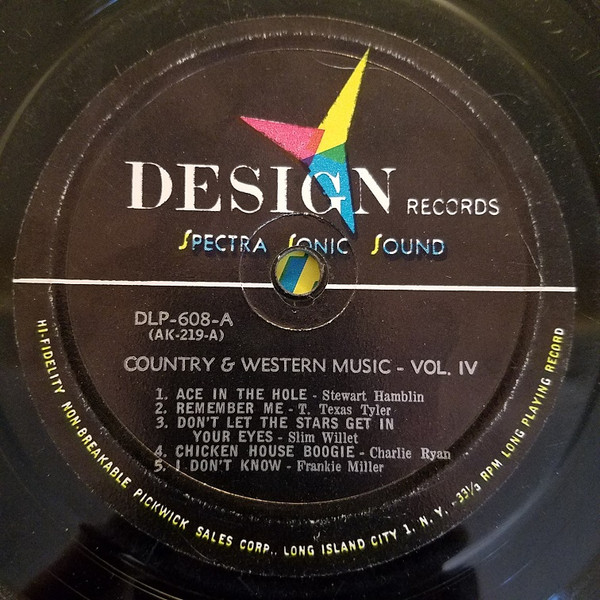 DESIGN RECORDS
SPECTRA SONIC SOUND
DLP-608-A
(AK-219-A)
COUNTRY & WESTERN MUSIC - VOL. IV
1. ACE IN THE HOLE - Stewart Hamblin
2. REMEMBER ME - T. Texas Tyler
3. DON'T LET THE STARS GET IN
YOUR EYES - Slim Willet
4. CHICKEN HOUSE BOOGIE - Charlie Ryan
5. I DON'T KNOW - Frankie Miller
HI-FIDELITY NON-BREAKABLE PICKWICK SALES CORP., LONG ISLAND CITY 1, N. Y. - 33⅓ RPM LONG PLAYING RECORD